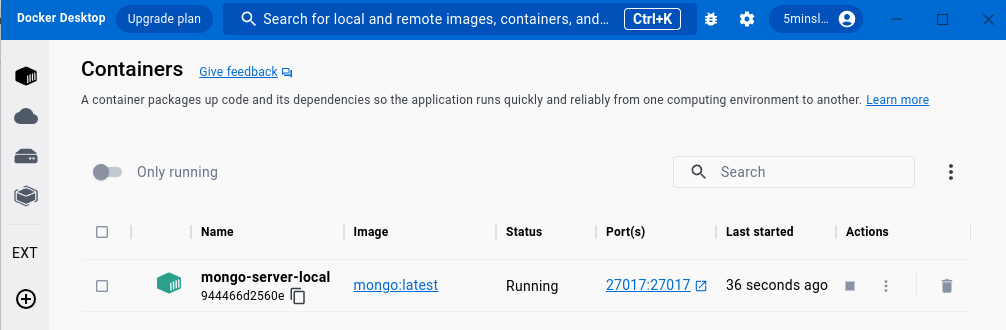 Docker Desktop Upgrade plan Search for local and remote images, containers, and... Ctrl+K 5minsl...
Containers Give feedback
A container packages up code and its dependencies so the application runs quickly and reliably from one computing environment to another. Learn more
Only running Search
Name Image Status Port(s) Last started Actions
mongo-server-local mongo:latest Running 27017:27017 36 seconds ago
944466d2560e
EXT